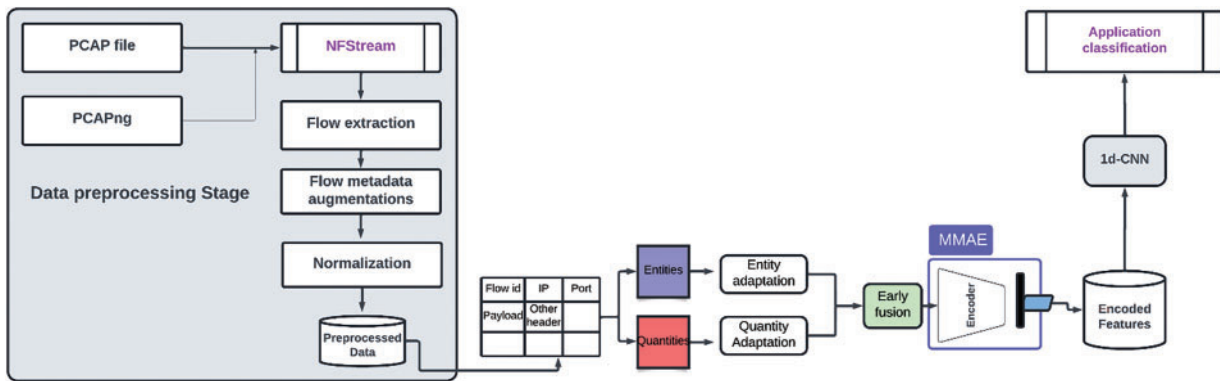 PCAP file
NFStream
PCAPng
Flow extraction
Data preprocessing Stage
Flow metadata
augmentations
Normalization
Preprocessed
Data
Flow id IP Port
Payload Other
header
Entities
Quantities
Entity
adaptation
Quantity
Adaptation
Early
fusion
MMAE
Encoder
Encoded
Features
1d-CNN
Application
classification